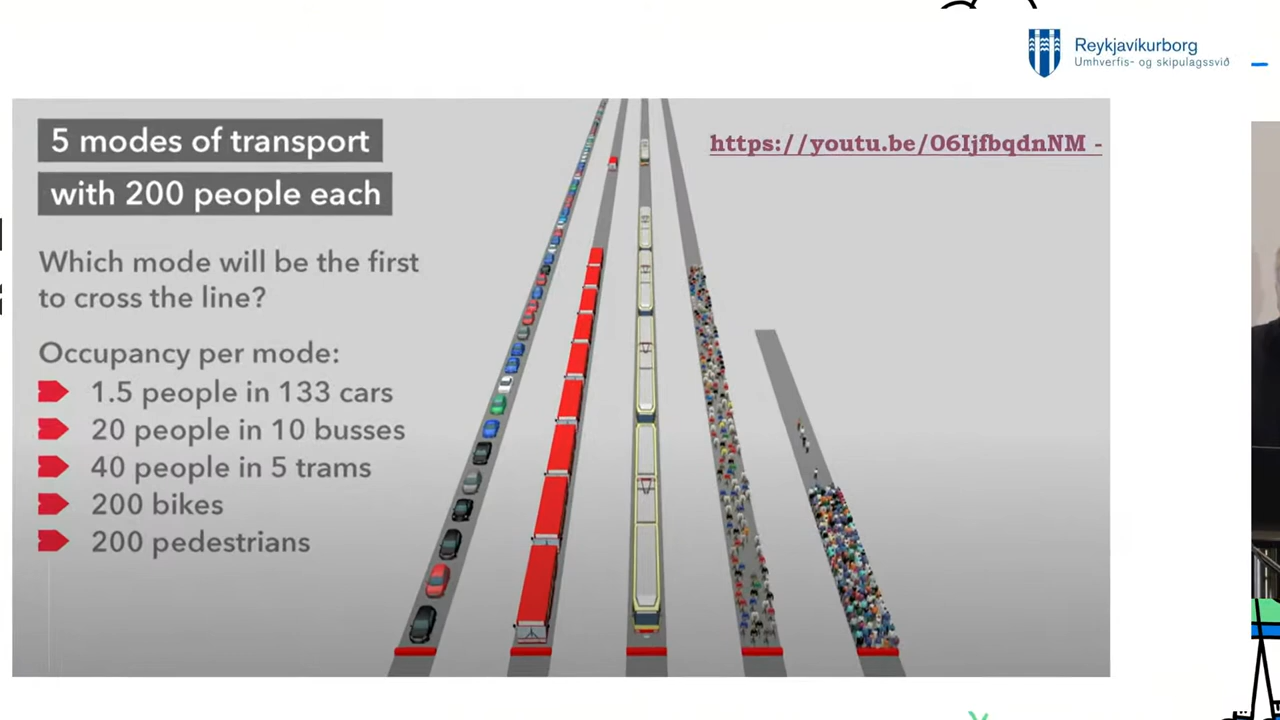 Reykjavíkurborg
Umhverfis- og skipulagssvið
5 modes of transport
with 200 people each
https://youtu.be/06IjfbqdnNM -
Which mode will be the first
to cross the line?
Occupancy per mode:
1.5 people in 133 cars
20 people in 10 busses
40 people in 5 trams
200 bikes
200 pedestrians